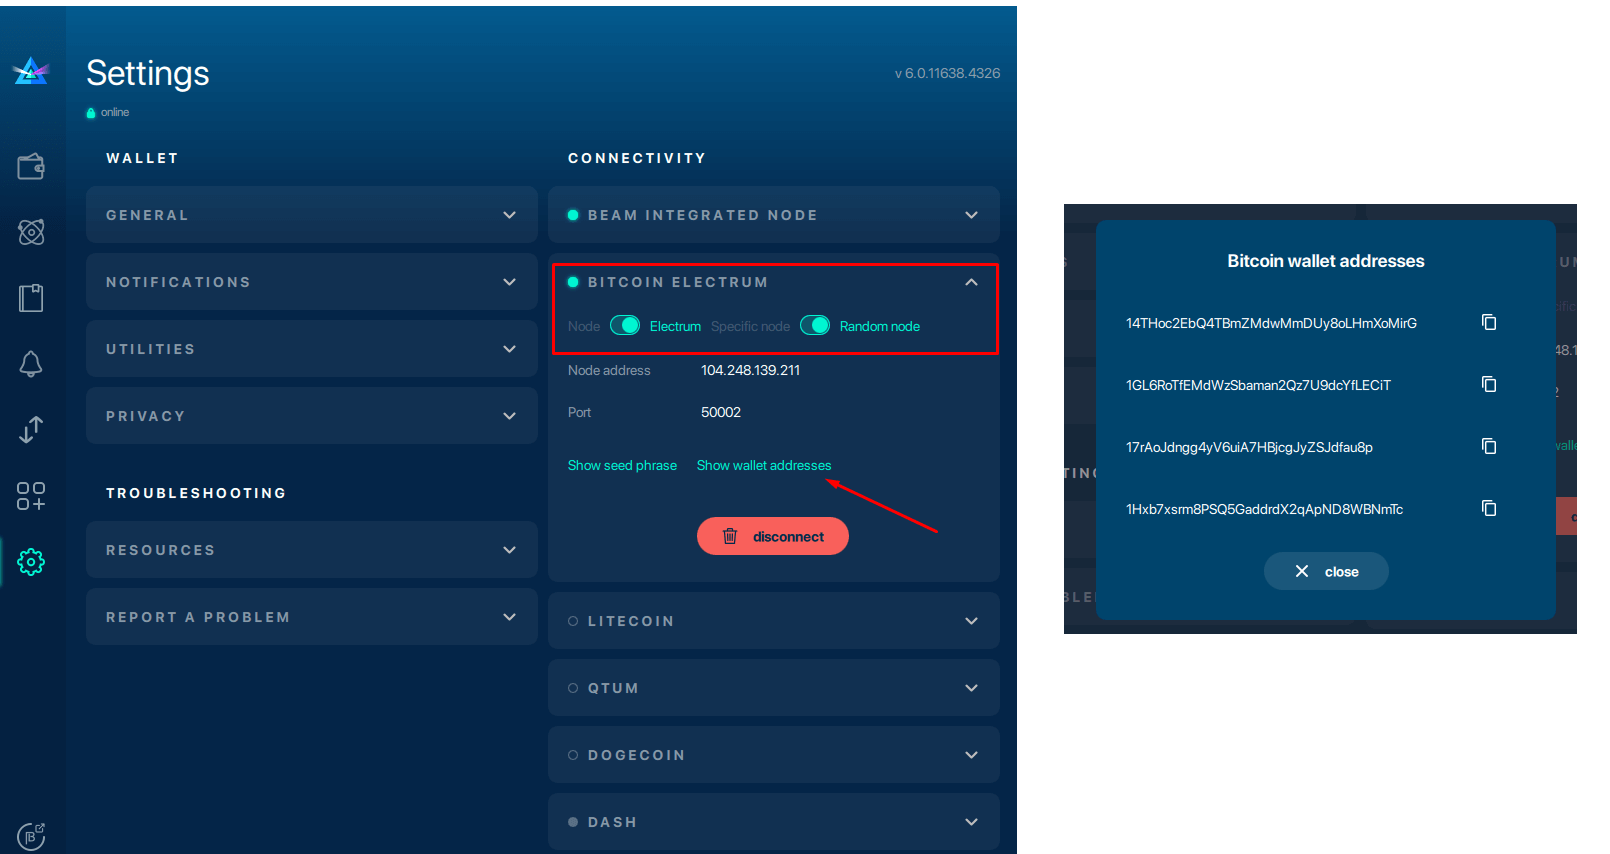 Settings
v 6.0.11638.4326
online
WALLET
GENERAL
NOTIFICATIONS
UTILITIES
PRIVACY
TROUBLESHOOTING
RESOURCES
REPORT A PROBLEM
CONNECTIVITY
BEAM INTEGRATED NODE
BITCOIN ELECTRUM
Node Electrum Specific node Random node
Node address 104.248.139.211
Port 50002
Show seed phrase Show wallet addresses
disconnect
LITECOIN
QTUM
DOGECOIN
DASH
Bitcoin wallet addresses
14THoc2EbQ4TBmZMdwMmDUy8oLHmXoMirG
1GL6RoTfEMdWzSbaman2Qz7U9dcYfLECiT
17rAoJdngg4yV6uiA7HBjcgJyZSJdfau8p
1Hxb7xsrm8PSQ5GaddrdX2qApND8WBNmTc
close